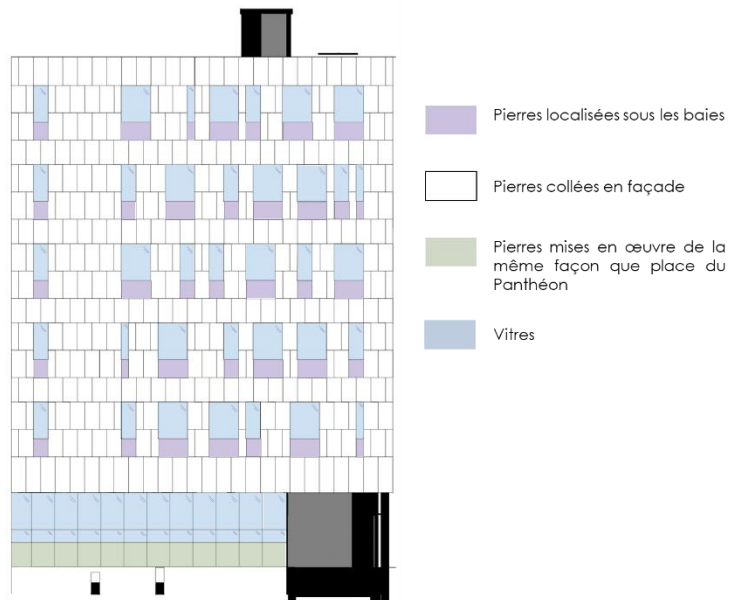 Pierres localisées sous les baies
Pierres collées en façade
Pierres mises en œuvre de la
même façon que place du
Panthéon
Vitres